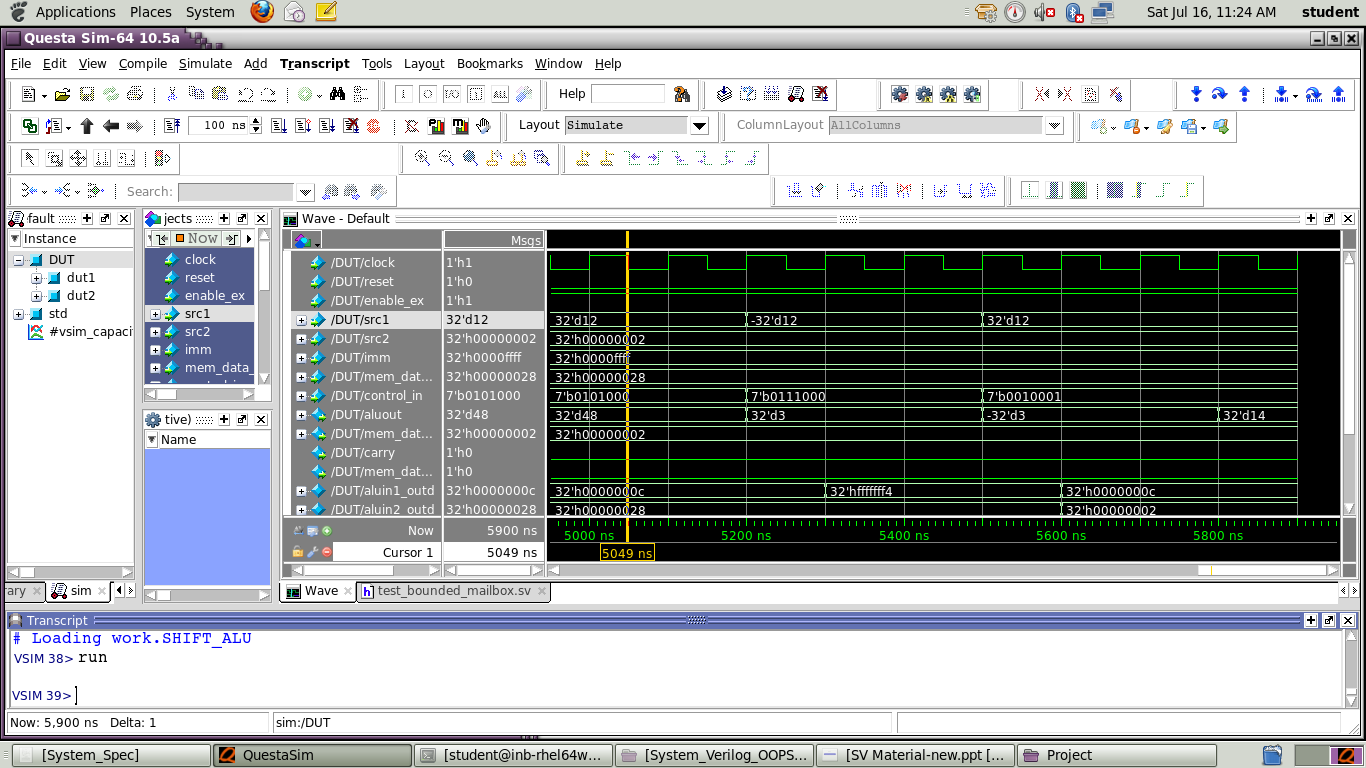 Applications Places System Sat Jul 16, 11:24 AM student
Questa Sim-64 10.5a
File Edit View Compile Simulate Add Transcript Tools Layout Bookmarks Window Help
Help
100 ns Layout Simulate ColumnLayout AllColumns
Search:
fault
Instance
DUT
dut1
dut2
std
#vsim_capaci
ary sim
jects
Now
clock
reset
enable_ex
src1
src2
imm
mem_data_
tive)
Name
Wave - Default
Msgs
/DUT/clock 1'h1
/DUT/reset 1'h0
/DUT/enable_ex 1'h1
/DUT/src1 32'd12 32'd12 -32'd12 32'd12
/DUT/src2 32'h00000002 32'h00000002
/DUT/imm 32'h0000ffff 32'h0000ffff
/DUT/mem_dat... 32'h00000028 32'h00000028
/DUT/control_in 7'b0101000 7'b0101000 7'b0111000 7'b0010001
/DUT/aluout 32'd48 32'd48 32'd3 -32'd3 32'd14
/DUT/mem_dat... 32'h00000002 32'h00000002
/DUT/carry 1'h0
/DUT/mem_dat... 1'h0
/DUT/aluin1_outd 32'h0000000c 32'h0000000c 32'hfffffff4 32'h0000000c
/DUT/aluin2_outd 32'h00000028 32'h00000028 32'h00000002
Now 5900 ns 5000 ns 5200 ns 5400 ns 5600 ns 5800 ns
Cursor 1 5049 ns 5049 ns
Wave test_bounded_mailbox.sv
Transcript
# Loading work.SHIFT_ALU
VSIM 38> run
VSIM 39>
Now: 5,900 ns Delta: 1 sim:/DUT
[System_Spec] QuestaSim [student@inb-rhel64w... [System_Verilog_OOPS... [SV Material-new.ppt [... Project